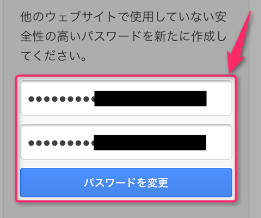 他のウェブサイトで使用していない安
全性の高いパスワードを新たに作成し
てください。
●●●●●●●●●
●●●●●●●●●
パスワードを変更